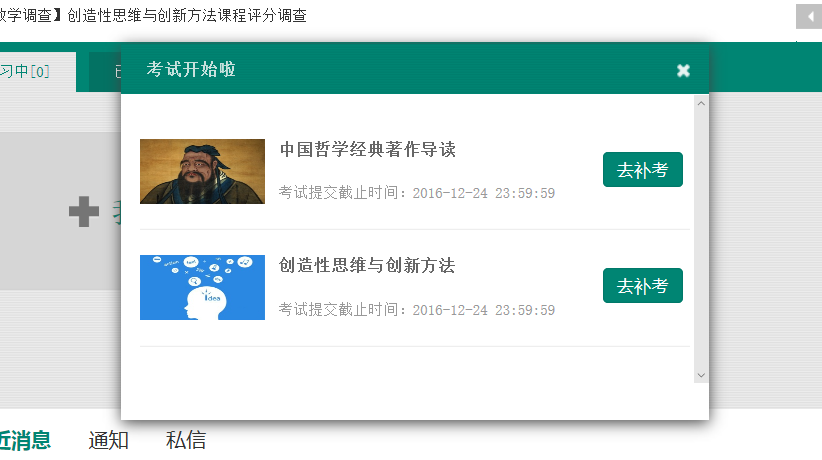 教学调查】创造性思维与创新方法课程评分调查
习中[0]
考试开始啦
中国哲学经典著作导读
考试提交截止时间：2016-12-24 23:59:59
去补考
创造性思维与创新方法
考试提交截止时间：2016-12-24 23:59:59
去补考
idea
近消息 通知 私信